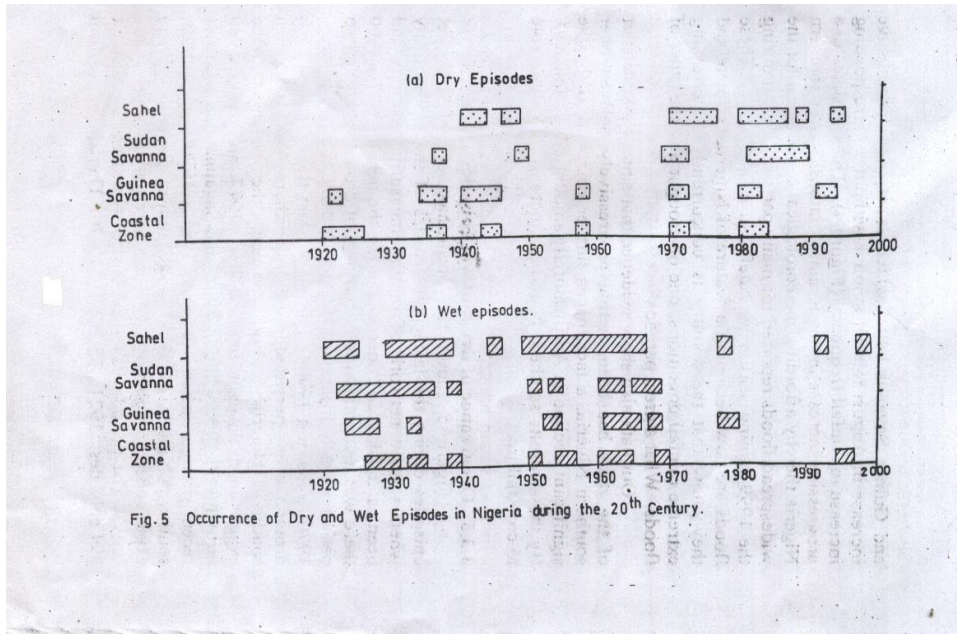 (a) Dry Episodes
Sahel
Sudan
Savanna
Guinea
Savanna
Coastal
Zone
1920 1930 1940 1950 1960 1970 1980 1990 2000
(b) Wet episodes.
Sahel
Sudan
Savanna
Guinea
Savanna
Coastal
Zone
1920 1930 1940 1950 1960 1970 1980 1990 2000
Fig. 5 Occurrence of Dry and Wet Episodes in Nigeria during the 20th Century.